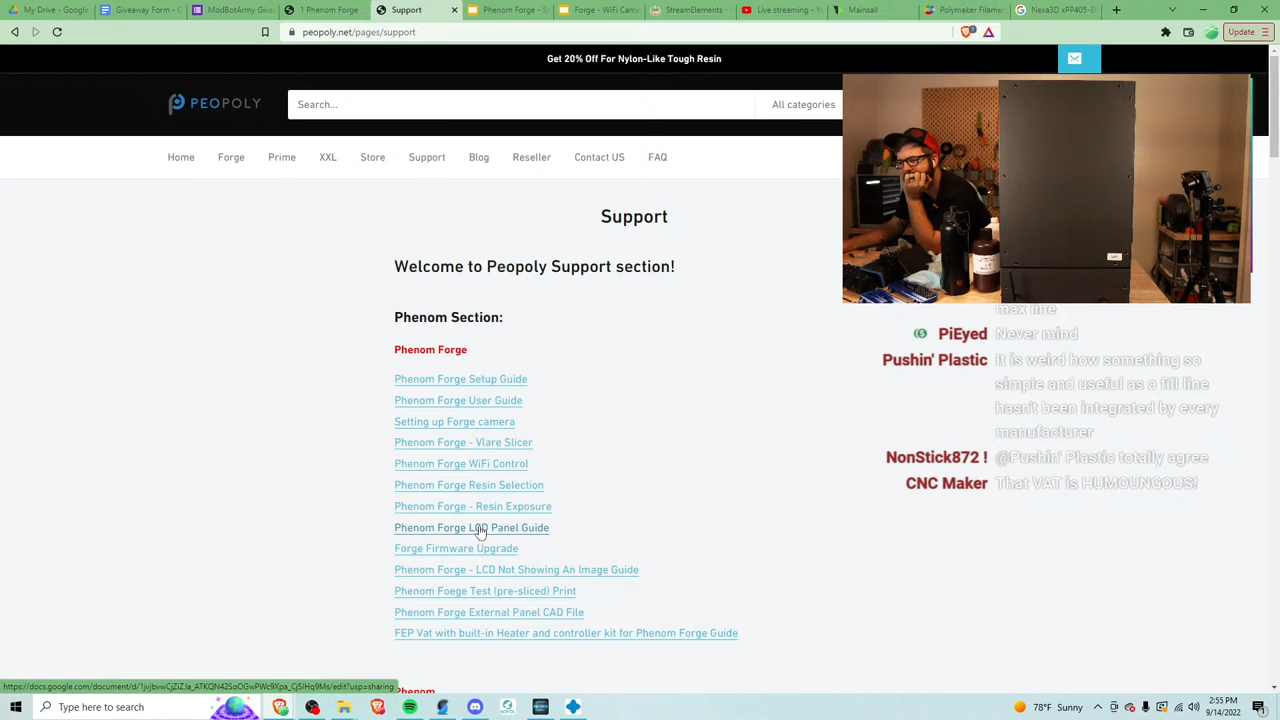 My Drive - Google
Giveaway Form - G
ModBotArmy Give
1 Phenom Forge
Support
Phenom Forge - S
Forge - WiFi Came
StreamElements -
Live streaming - Yo
Mainsail
Polymaker Filamen
Nexa3D xPP405-B
peopoly.net/pages/support
Update
Get 20% Off For Nylon-Like Tough Resin
PEOPOLY
Search...
All categories
Home
Forge
Prime
XXL
Store
Support
Blog
Reseller
Contact US
FAQ
Support
Welcome to Peopoly Support section!
Phenom Section:
Phenom Forge
Phenom Forge Setup Guide
Phenom Forge User Guide
Setting up Forge camera
Phenom Forge - Vlare Slicer
Phenom Forge WiFi Control
Phenom Forge Resin Selection
Phenom Forge - Resin Exposure
Phenom Forge LCD Panel Guide
Forge Firmware Upgrade
Phenom Forge - LCD Not Showing An Image Guide
Phenom Foege Test (pre-sliced) Print
Phenom Forge External Panel CAD File
FEP Vat with built-in Heater and controller kit for Phenom Forge Guide
Phenom
max line
PiEyed Never mind
Pushin' Plastic It is weird how something so
simple and useful as a fill line
hasn't been integrated by every
manufacturer
NonStick872 ! @Pushin' Plastic totally agree
CNC Maker That VAT is HUMOUNGOUS!
Type here to search
78°F Sunny
2:55 PM
9/14/2022